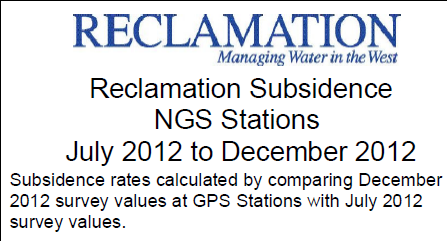 RECLAMATION
Managing Water in the West
Reclamation Subsidence
NGS Stations
July 2012 to December 2012
Subsidence rates calculated by comparing December
2012 survey values at GPS Stations with July 2012
survey values.